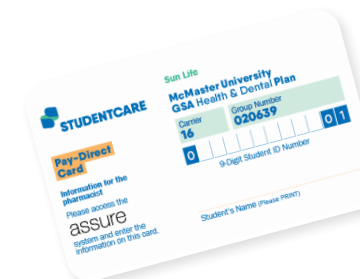 STUDENTCARE
Pay-Direct
Card
Information for the
pharmacist
Please access the
assure
system and enter the
information on this card.
Sun Life
McMaster University
GSA Health & Dental Plan
Carrier
16
Group Number
020639
0 0 1
9-Digit Student ID Number
Student's Name (Please PRINT)